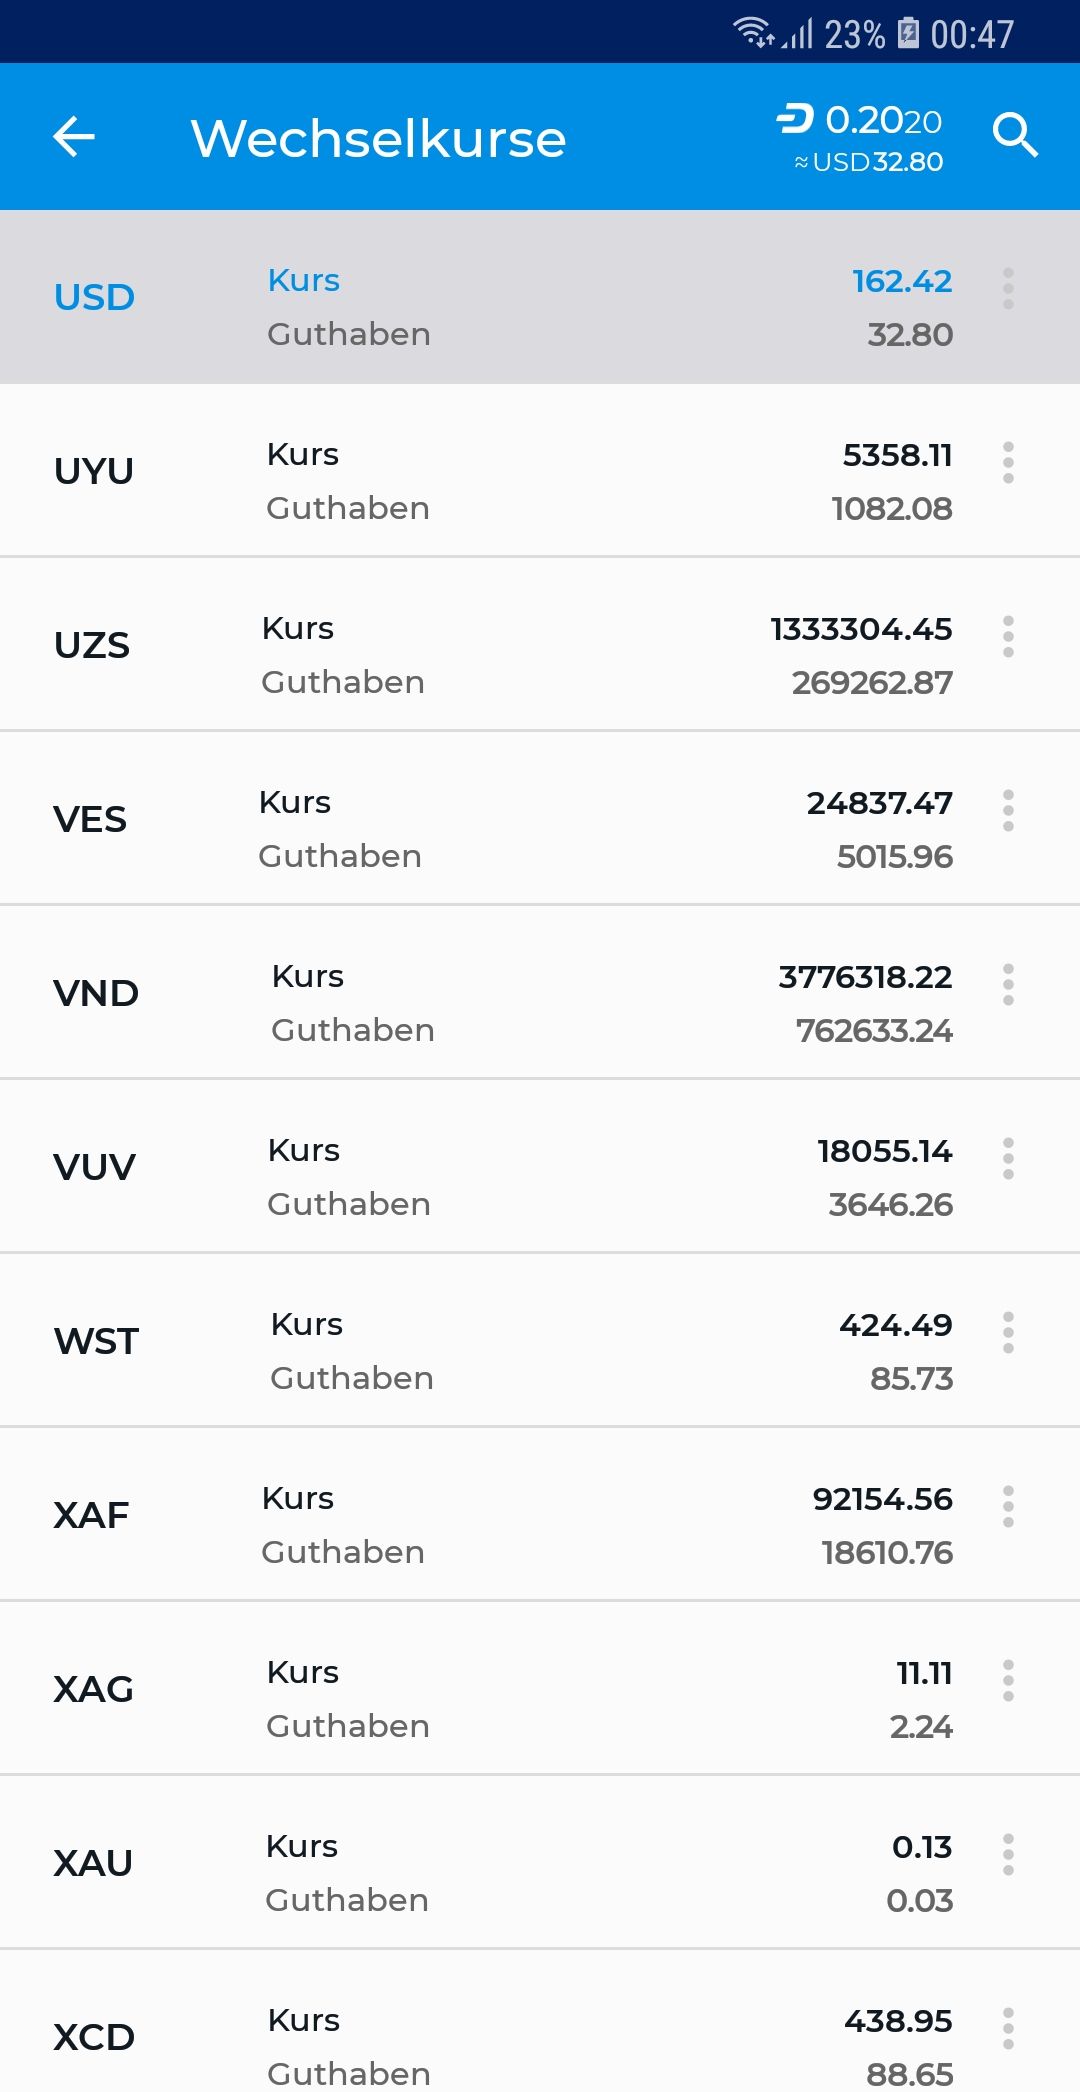 23% 00:47
Wechselkurse
0.2020
≈USD32.80
USD
Kurs 162.42
Guthaben 32.80
UYU
Kurs 5358.11
Guthaben 1082.08
UZS
Kurs 1333304.45
Guthaben 269262.87
VES
Kurs 24837.47
Guthaben 5015.96
VND
Kurs 3776318.22
Guthaben 762633.24
VUV
Kurs 18055.14
Guthaben 3646.26
WST
Kurs 424.49
Guthaben 85.73
XAF
Kurs 92154.56
Guthaben 18610.76
XAG
Kurs 11.11
Guthaben 2.24
XAU
Kurs 0.13
Guthaben 0.03
XCD
Kurs 438.95
Guthaben 88.65